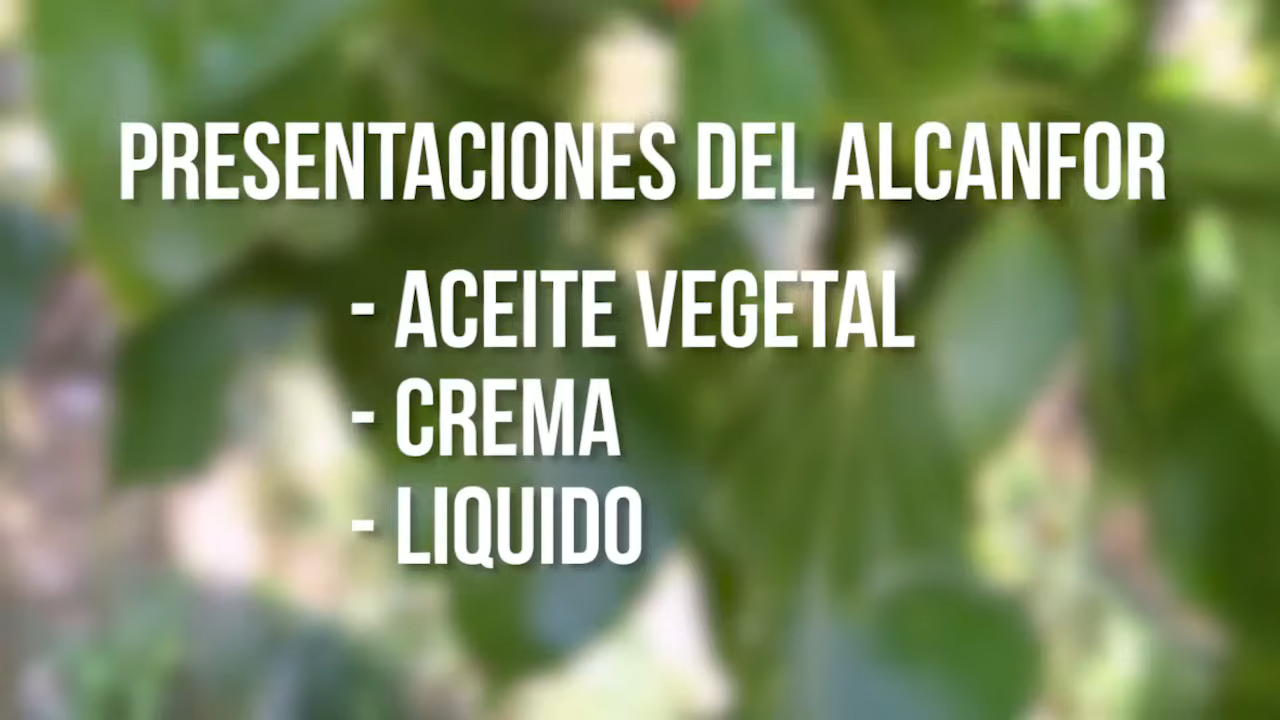 PRESENTACIONES DEL ALCANFOR
- ACEITE VEGETAL
- CREMA
- LIQUIDO